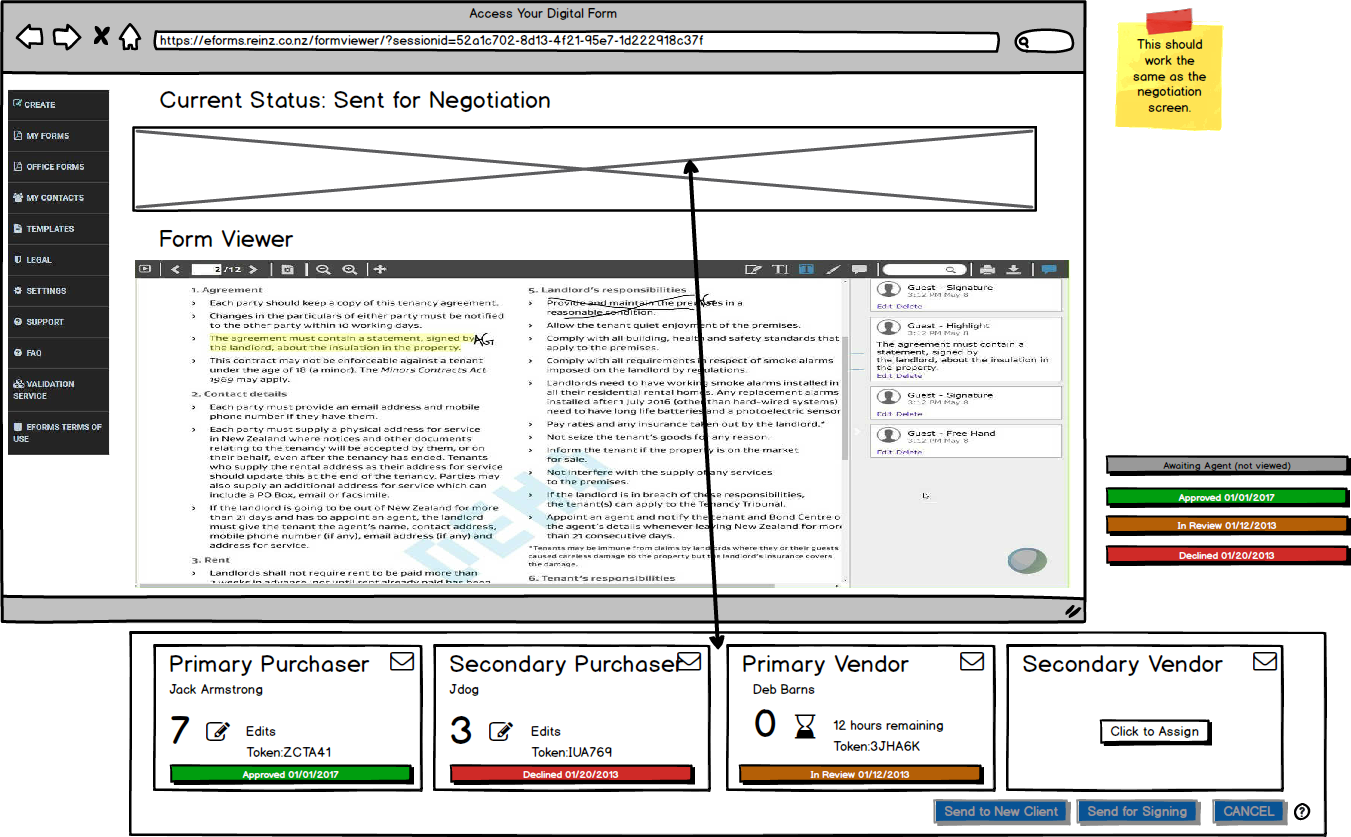 Access Your Digital Form
https://eforms.reinz.co.nz/formviewer/?sessionid=52a1c702-8d13-4f21-95e7-1d222918c37f
This should
work the
same as the
negotiation
screen.
CREATE
MY FORMS
OFFICE FORMS
MY CONTACTS
TEMPLATES
LEGAL
SETTINGS
SUPPORT
FAQ
VALIDATION
SERVICE
EFORMS TERMS OF
USE
Current Status: Sent for Negotiation
Form Viewer
2 /12
1. Agreement
Each party should keep a copy of this tenancy agreement.
Changes in the particulars of either party must be notified
to the other party within 10 working days.
The agreement must contain a statement, signed by
the landlord, about the insulation in the property.
This contract may not be enforceable against a tenant
under the age of 18 (a minor). The Minors Contracts Act
1969 may apply.
2. Contact details
Each party must provide an email address and mobile
phone number if they have them.
Each party must supply a physical address for service
in New Zealand where notices and other documents
relating to the tenancy will be accepted by them, or on
their behalf, even after the tenancy has ended. Tenants
who supply the rental address as their address for service
should update this at the end of the tenancy. Parties may
also supply an additional address for service which can
include a PO Box, email or facsimile.
If the landlord is going to be out of New Zealand for more
than 21 days and has to appoint an agent, the landlord
must give the tenant the agent's name, contact address,
mobile phone number (if any), email address (if any) and
address for service.
3. Rent
Landlords shall not require rent to be paid more than
2 weeks in advance, nor until rent already paid has been
5. Landlord's responsibilities
Provide and maintain the premises in a
reasonable condition.
Allow the tenant quiet enjoyment of the premises.
Comply with all building, health and safety standards that
apply to the premises.
Comply with all requirements in respect of smoke alarms
imposed on the landlord by regulations.
Landlords need to have working smoke alarms installed in
all their residential rental homes. Any replacement alarms
installed after 1 July 2016 (other than hard-wired systems)
need to have long life batteries and a photoelectric sensor
Pay rates and any insurance taken out by the landlord.*
Not seize the tenant's goods for any reason.
Inform the tenant if the property is on the market
for sale.
Not interfere with the supply of any services
to the premises.
If the landlord is in breach of these responsibilities,
the tenant(s) can apply to the Tenancy Tribunal.
Appoint an agent and notify the tenant and Bond Centre o
the agent's details whenever leaving New Zealand for more
than 21 consecutive days.
*Tenants may be immune from claims by landlords where they or their guests
caused careless damage to the property but the landlord's insurance covers
the damage.
6. Tenant's responsibilities
Guest - Signature
3:12 PM May 8
Edit Delete
Guest - Highlight
3:12 PM May 8
The agreement must contain a
statement, signed by
the landlord, about the insulation in
the property.
Edit Delete
Guest - Signature
3:12 PM May 8
Edit Delete
Guest - Free Hand
3:12 PM May 8
Edit Delete
Awaiting Agent (not viewed)
Approved 01/01/2017
In Review 01/12/2013
Declined 01/20/2013
Primary Purchaser
Jack Armstrong
7 Edits
Token:ZCTA41
Approved 01/01/2017
Secondary Purchaser
Jdog
3 Edits
Token:IUA769
Declined 01/20/2013
Primary Vendor
Deb Barns
0 12 hours remaining
Token:3JHA6K
In Review 01/12/2013
Secondary Vendor
Click to Assign
Send to New Client
Send for Signing
CANCEL
?